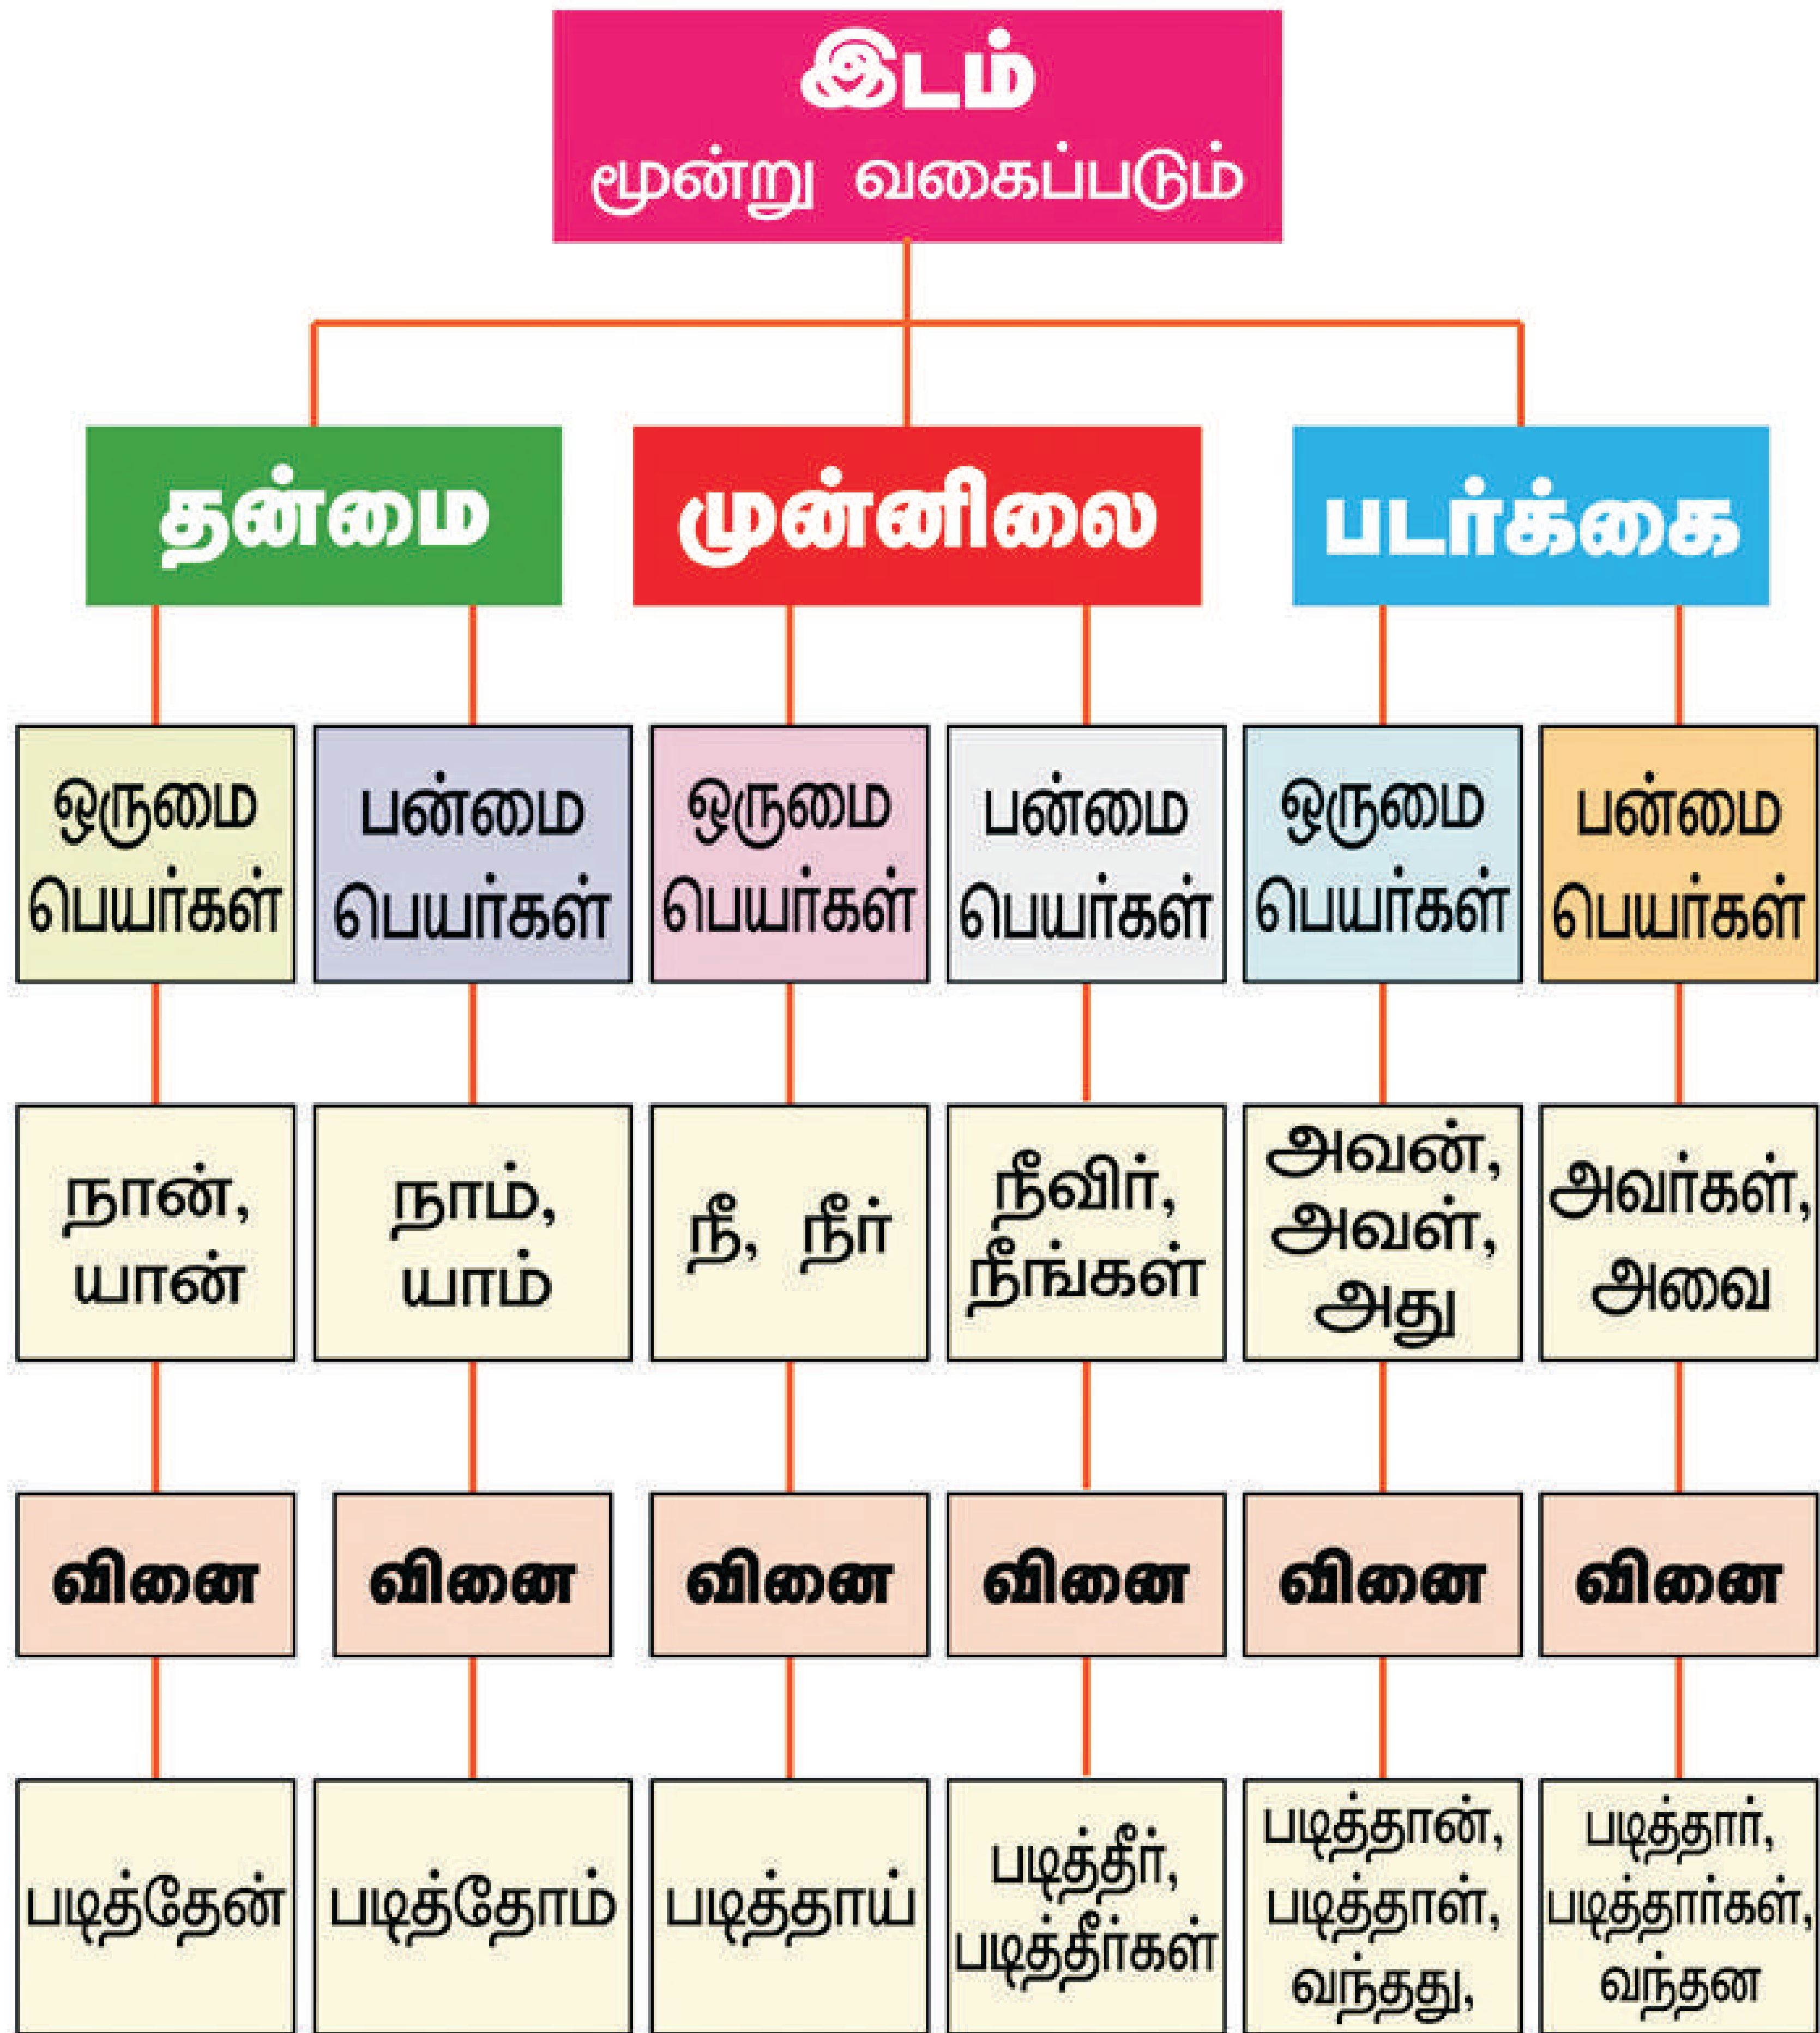 இடம்
மூன்று வகைப்படும்
தன்மை
முன்னிலை
படர்க்கை
ஒருமை
பெயர்கள்
பன்மை
பெயர்கள்
ஒருமை
பெயர்கள்
பன்மை
பெயர்கள்
ஒருமை
பெயர்கள்
பன்மை
பெயர்கள்
நான்,
யான்
நாம்,
யாம்
நீ, நீர்
நீவிர்,
நீங்கள்
அவன்,
அவள்,
அது
அவர்கள்,
அவை
வினை
வினை
வினை
வினை
வினை
வினை
படித்தேன்
படித்தோம்
படித்தாய்
படித்தீர்,
படித்தீர்கள்
படித்தான்,
படித்தாள்,
வந்தது,
படித்தார்,
படித்தார்கள்,
வந்தன